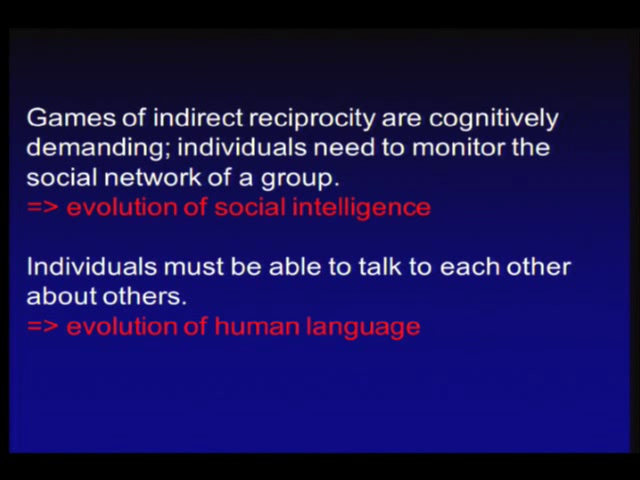 Games of indirect reciprocity are cognitively
demanding; individuals need to monitor the
social network of a group.
=> evolution of social intelligence
Individuals must be able to talk to each other
about others.
=> evolution of human language